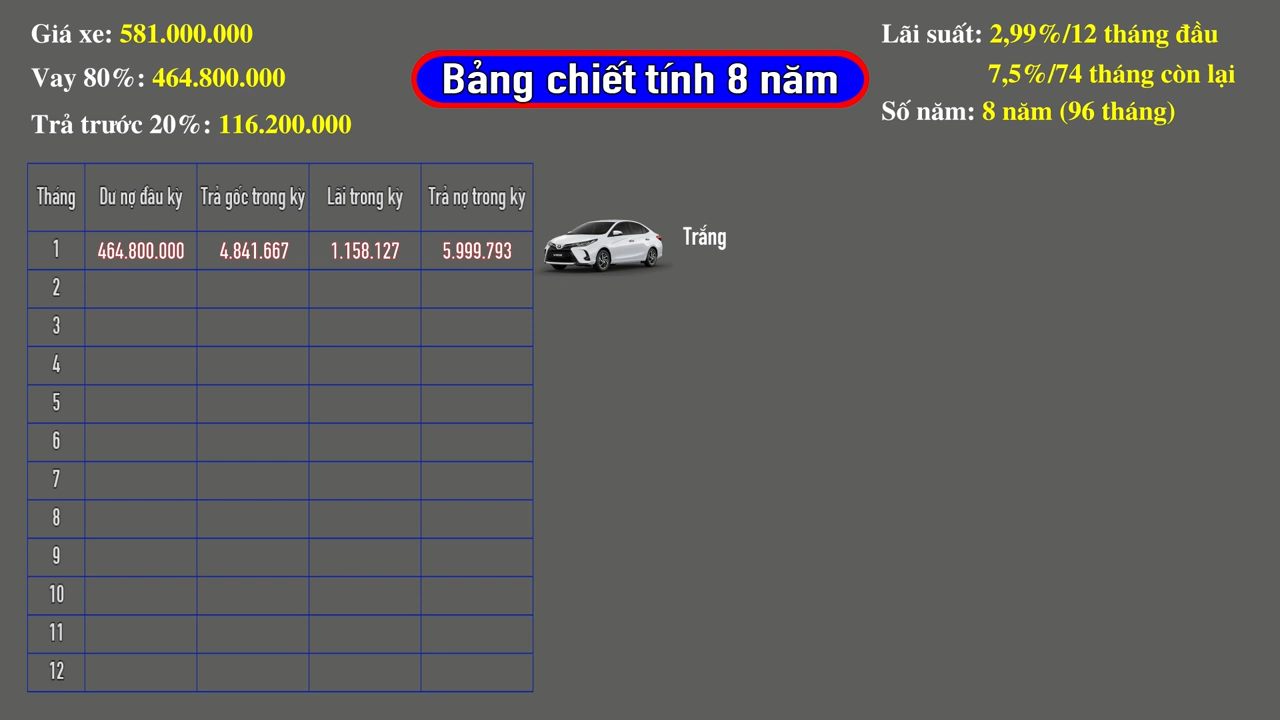 Giá xe: 581.000.000
Vay 80%: 464.800.000
Trả trước 20%: 116.200.000
Bảng chiết tính 8 năm
Lãi suất: 2,99%/12 tháng đầu
7,5%/74 tháng còn lại
Số năm: 8 năm (96 tháng)
Tháng Dư nợ đầu kỳ Trả gốc trong kỳ Lãi trong kỳ Trả nợ trong kỳ
1 464.800.000 4.841.667 1.158.127 5.999.793
Trắng
2
3
4
5
6
7
8
9
10
11
12